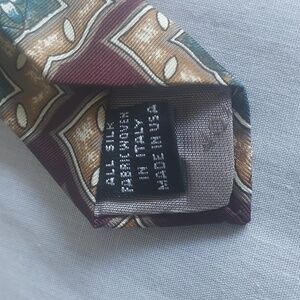 ALL SILK
FABRIC WOVEN
IN ITALY
MADE IN USA